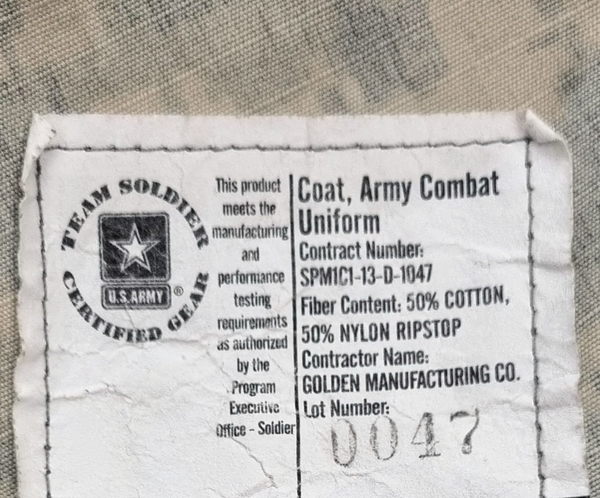 TEAM SOLDIER
U.S.ARMY®
CERTIFIED GEAR
This product
meets the
manufacturing
and
performance
testing
requirements
as authorized
by the
Program
Executive
Office - Soldier
Coat, Army Combat
Uniform
Contract Number:
SPM1C1-13-D-1047
Fiber Content: 50% COTTON,
50% NYLON RIPSTOP
Contractor Name:
GOLDEN MANUFACTURING CO.
Lot Number:
0047